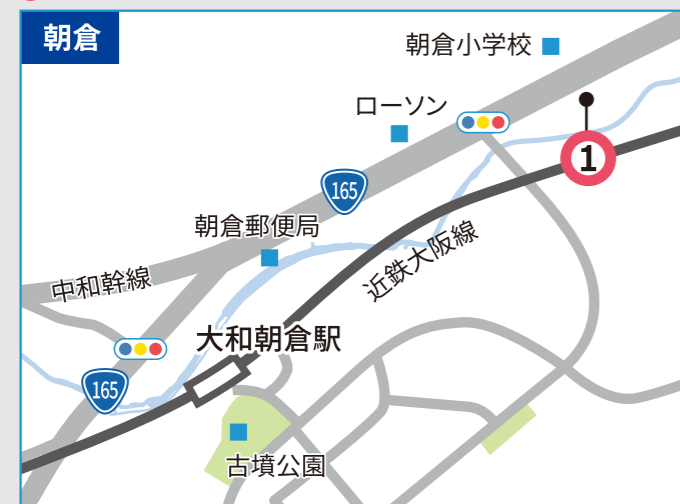 朝倉
朝倉小学校
ローソン
1
165
朝倉郵便局
近鉄大阪線
中和幹線
大和朝倉駅
165
古墳公園